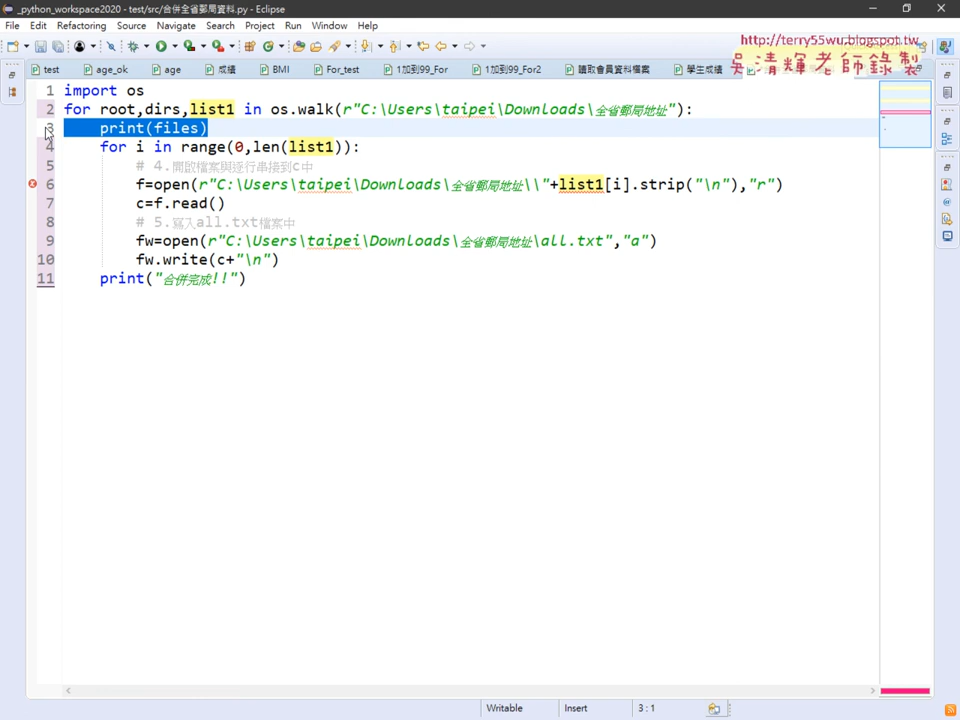 _python_workspace2020 - test/src/合併全省郵局資料.py - Eclipse
File Edit Refactoring Source Navigate Search Project Run Window Help
http://terry55wu.blogspot.tw
吳清輝老師錄製
test age_ok age 成績 BMI For_test 1加到99_For 1加到99_For2 讀取會員資料檔案 學生成績
1 import os
2 for root,dirs,list1 in os.walk(r"C:\Users\taipei\Downloads\全省郵局地址"):
3 print(files)
4 for i in range(0,len(list1)):
5 # 4.開啟檔案與逐行串接到c中
6 f=open(r"C:\Users\taipei\Downloads\全省郵局地址\\"+list1[i].strip("\n"),"r")
7 c=f.read()
8 # 5.寫入all.txt檔案中
9 fw=open(r"C:\Users\taipei\Downloads\全省郵局地址\all.txt","a")
10 fw.write(c+"\n")
11 print("合併完成!!")
Writable Insert 3 : 1